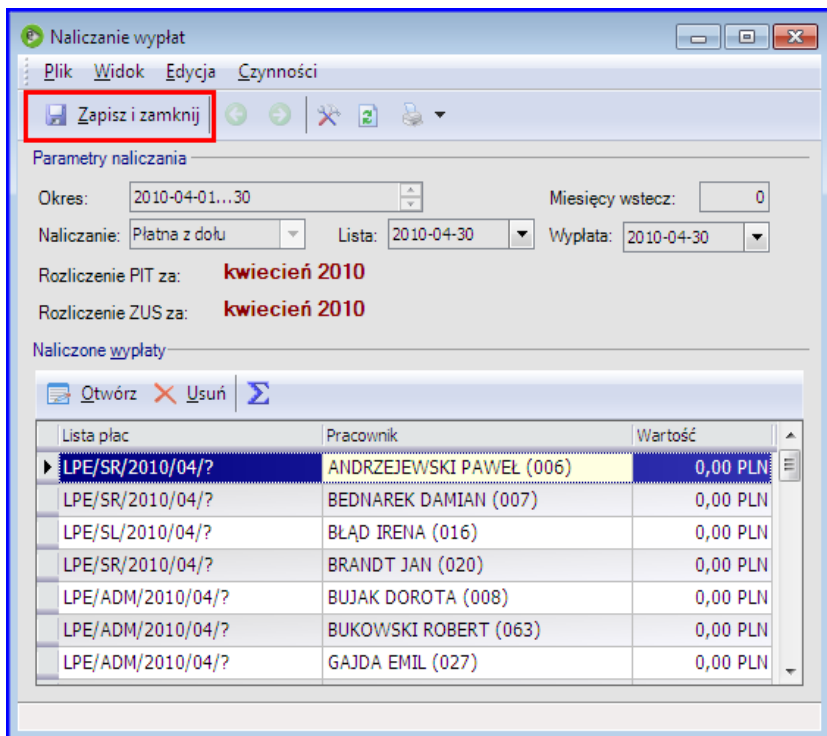 Naliczanie wypłat
Plik Widok Edycja Czynności
Zapisz i zamknij
Parametry naliczania
Okres: 2010-04-01...30 Miesięcy wstecz: 0
Naliczanie: Płatna z dołu Lista: 2010-04-30 Wypłata: 2010-04-30
Rozliczenie PIT za: kwiecień 2010
Rozliczenie ZUS za: kwiecień 2010
Naliczone wypłaty
Otwórz Usuń Σ
Lista płac Pracownik Wartość
LPE/SR/2010/04/? ANDRZEJEWSKI PAWEŁ (006) 0,00 PLN
LPE/SR/2010/04/? BEDNAREK DAMIAN (007) 0,00 PLN
LPE/SL/2010/04/? BŁĄD IRENA (016) 0,00 PLN
LPE/SR/2010/04/? BRANDT JAN (020) 0,00 PLN
LPE/ADM/2010/04/? BUJAK DOROTA (008) 0,00 PLN
LPE/ADM/2010/04/? BUKOWSKI ROBERT (063) 0,00 PLN
LPE/ADM/2010/04/? GAJDA EMIL (027) 0,00 PLN